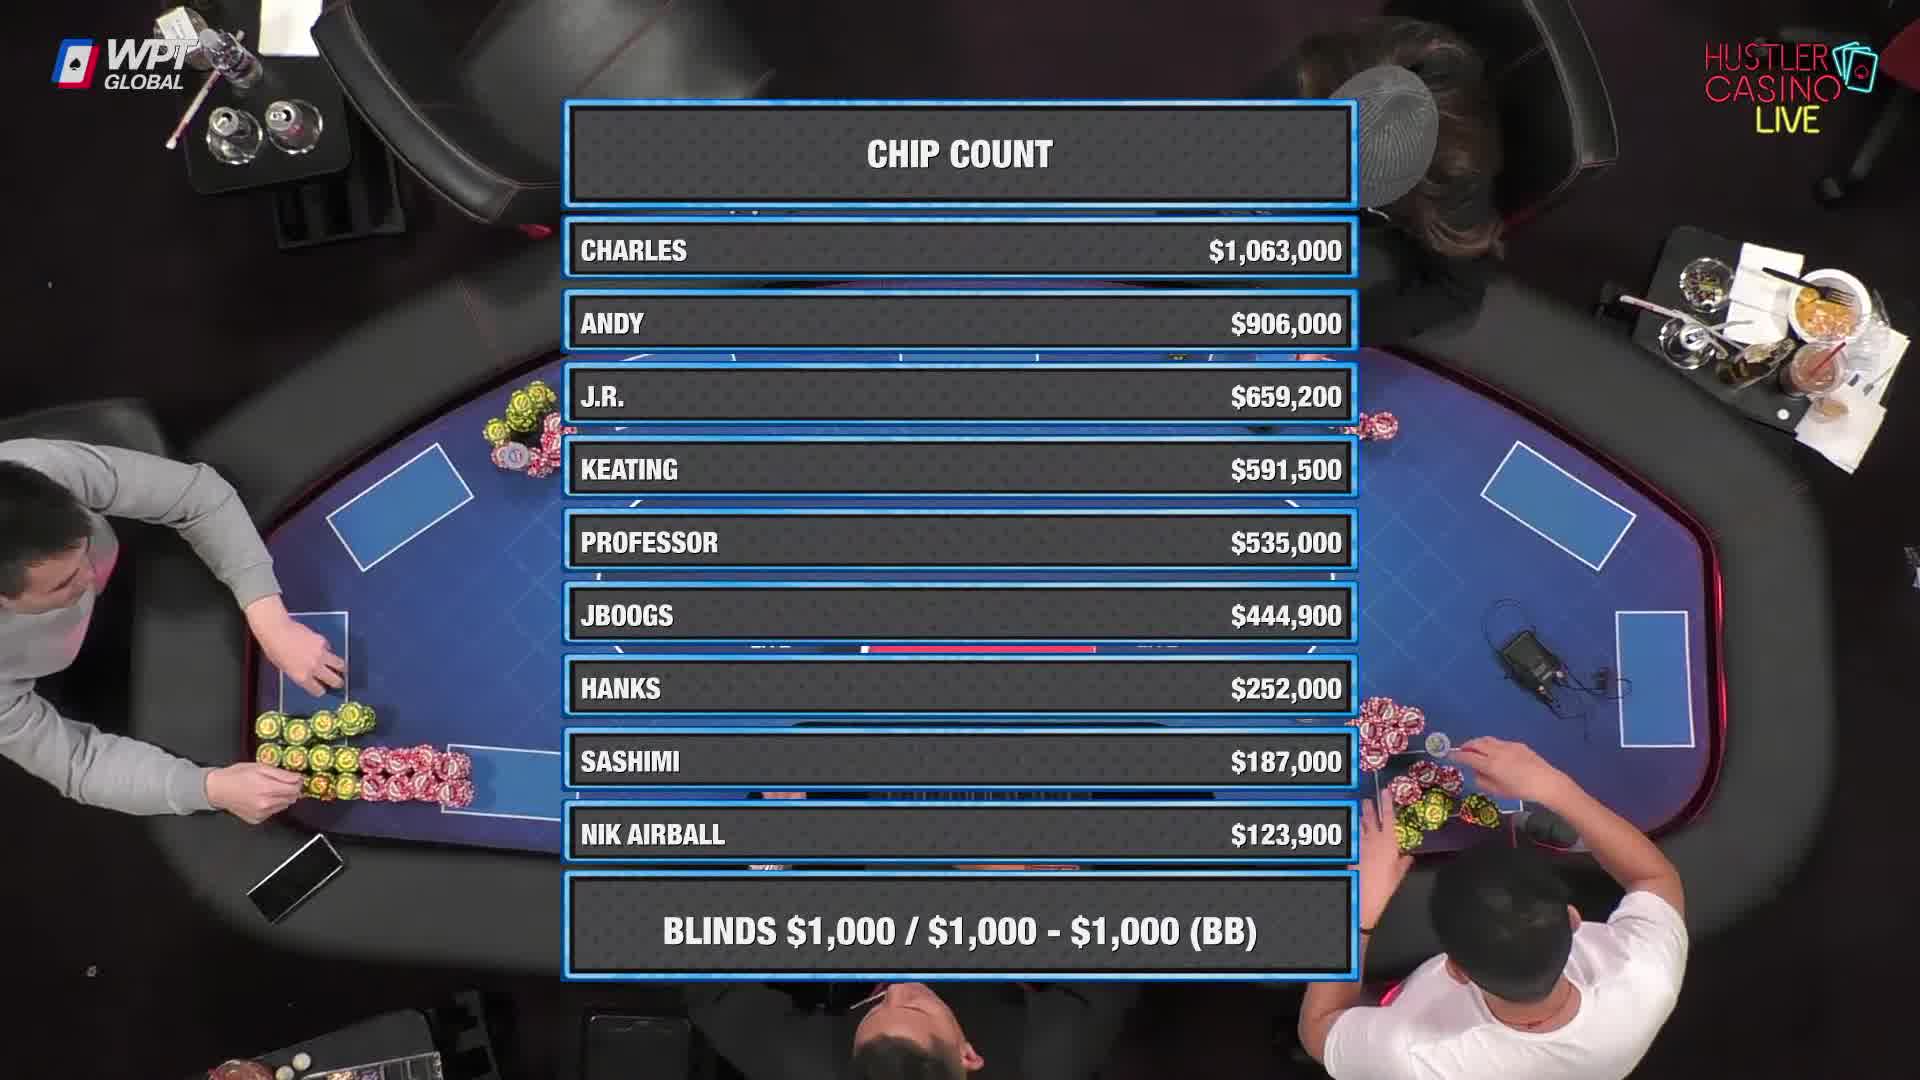 WPT
GLOBAL
HUSTLER
CASINO
LIVE
CHIP COUNT
CHARLES $1,063,000
ANDY $906,000
J.R. $659,200
KEATING $591,500
PROFESSOR $535,000
JBOOGS $444,900
HANKS $252,000
SASHIMI $187,000
NIK AIRBALL $123,900
BLINDS $1,000 / $1,000 - $1,000 (BB)